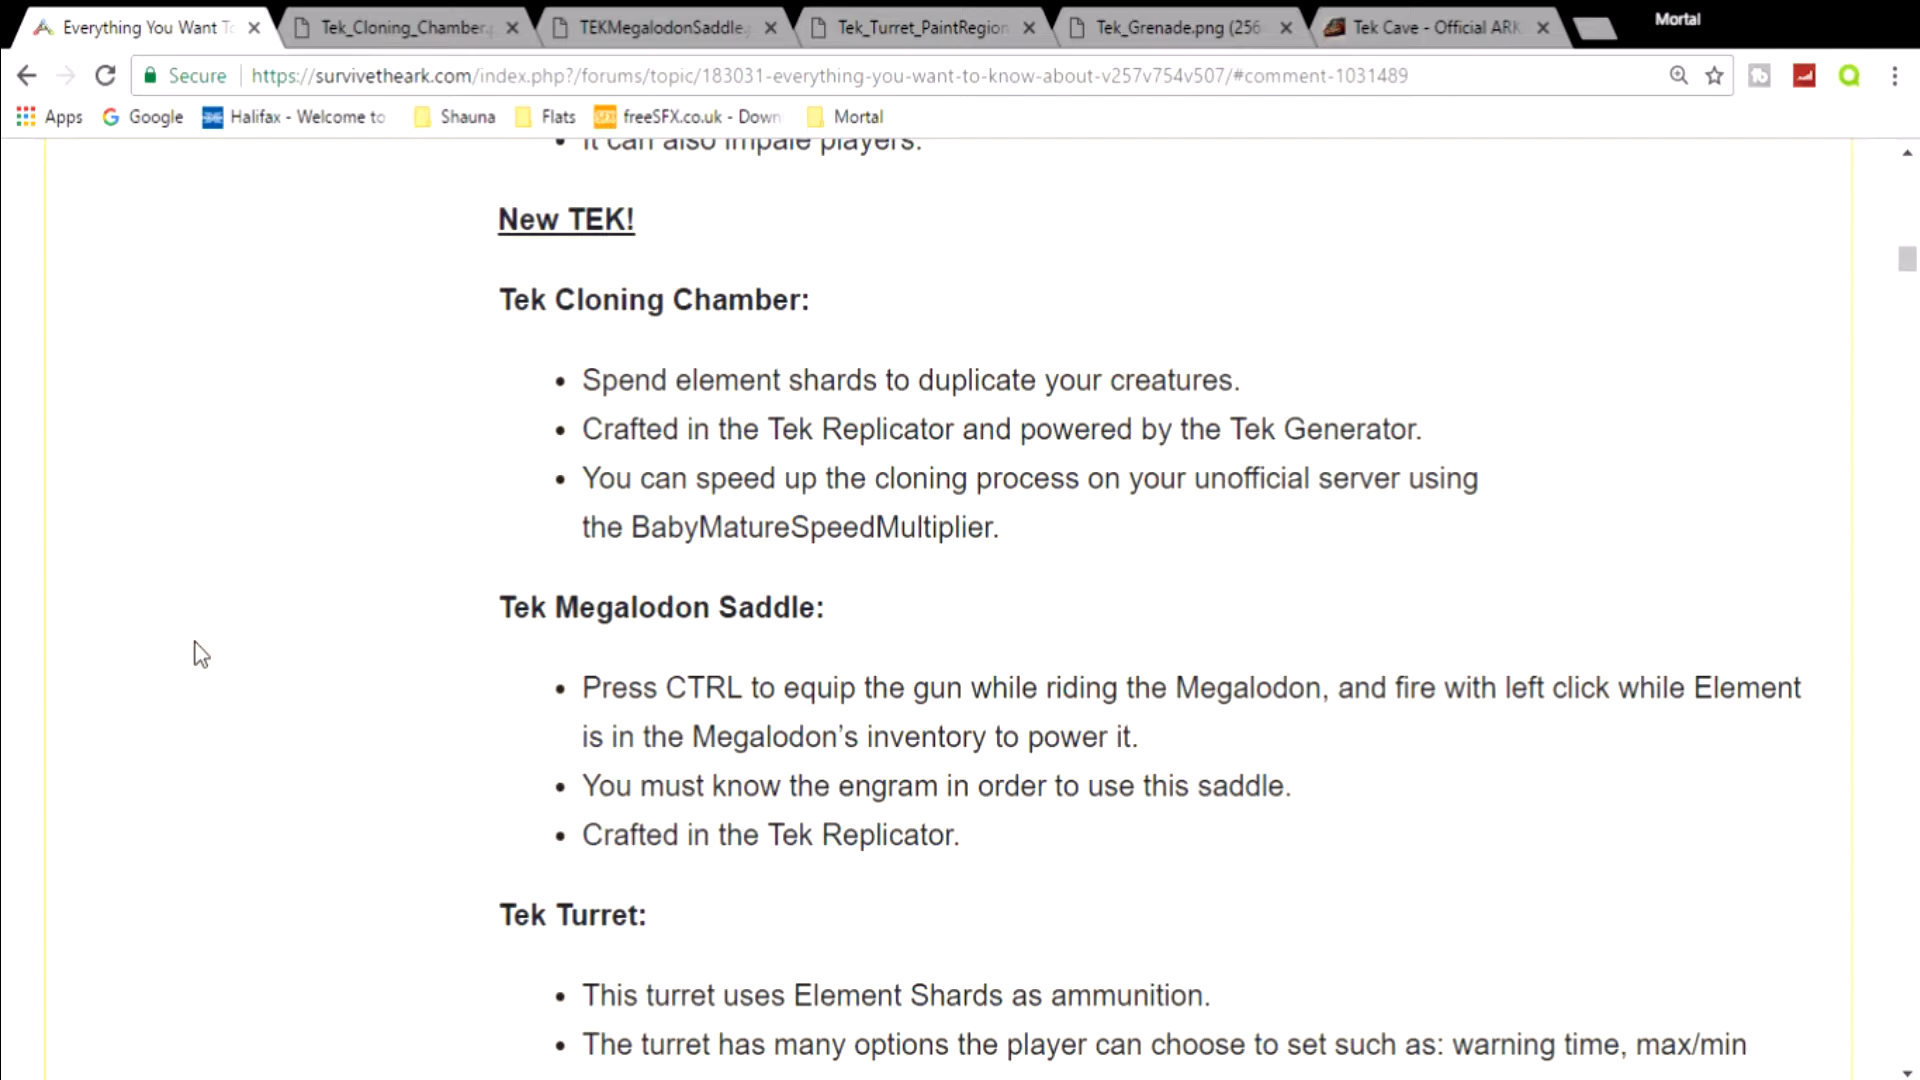 Everything You Want To
Tek_Cloning_Chamber.
TEKMegalodonSaddle.
Tek_Turret_PaintRegion
Tek_Grenade.png (256
Tek Cave - Official ARK
Mortal
Secure
https://survivetheark.com/index.php?/forums/topic/183031-everything-you-want-to-know-about-v257v754v507/#comment-1031489
Apps
Google
Halifax - Welcome to
Shauna
Flats
freeSFX.co.uk - Down
Mortal
• It can also impale players.
New TEK!
Tek Cloning Chamber:
• Spend element shards to duplicate your creatures.
• Crafted in the Tek Replicator and powered by the Tek Generator.
• You can speed up the cloning process on your unofficial server using
the BabyMatureSpeedMultiplier.
Tek Megalodon Saddle:
• Press CTRL to equip the gun while riding the Megalodon, and fire with left click while Element
is in the Megalodon’s inventory to power it.
• You must know the engram in order to use this saddle.
• Crafted in the Tek Replicator.
Tek Turret:
• This turret uses Element Shards as ammunition.
• The turret has many options the player can choose to set such as: warning time, max/min